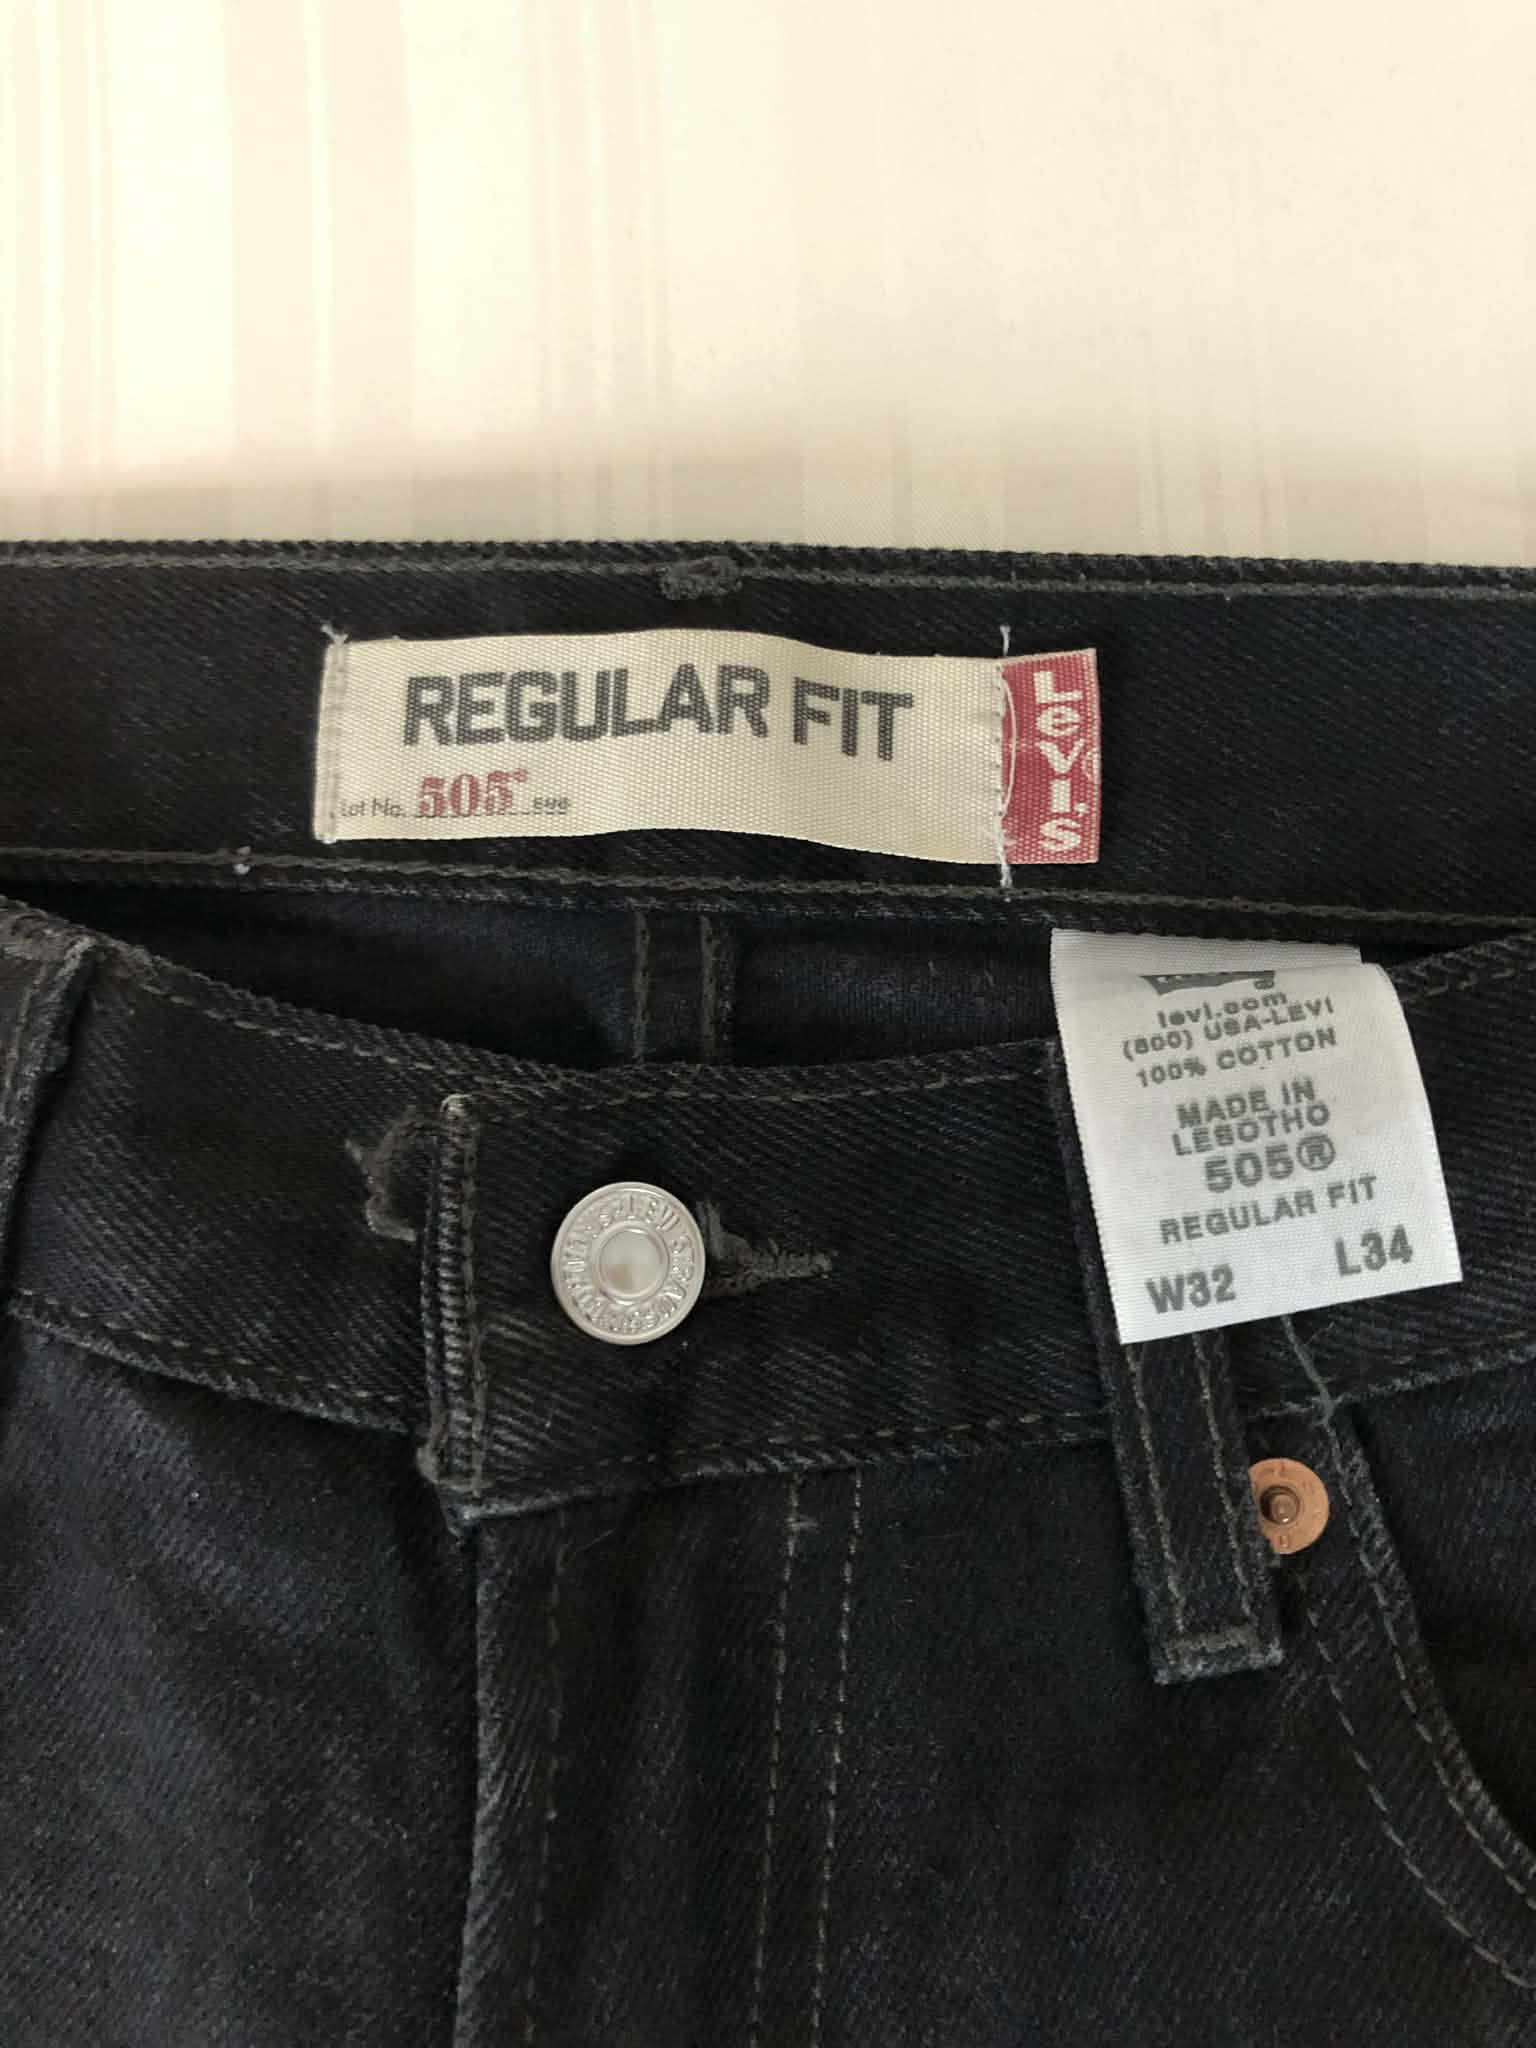 REGULAR FIT
Lot No. 505®
LEVI'S
levi.com
(800) USA-LEVI
100% COTTON
MADE IN
LESOTHO
505®
REGULAR FIT
W32 L34